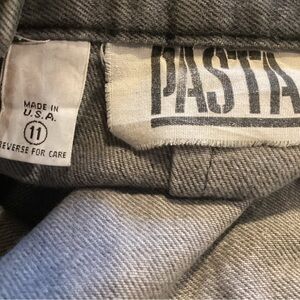 MADE IN
U.S.A.
11
REVERSE FOR CARE
PASTA